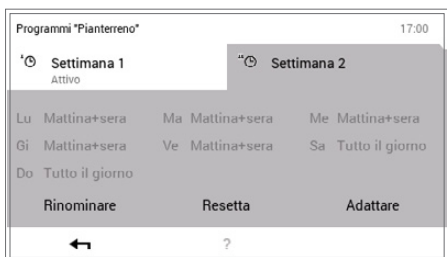 Programmi "Pianterreno" 17:00
Settimana 1 Settimana 2
Attivo
Lu Mattina+sera Ma Mattina+sera Me Mattina+sera
Gi Mattina+sera Ve Mattina+sera Sa Tutto il giorno
Do Tutto il giorno
Rinominare Resetta Adattare
?